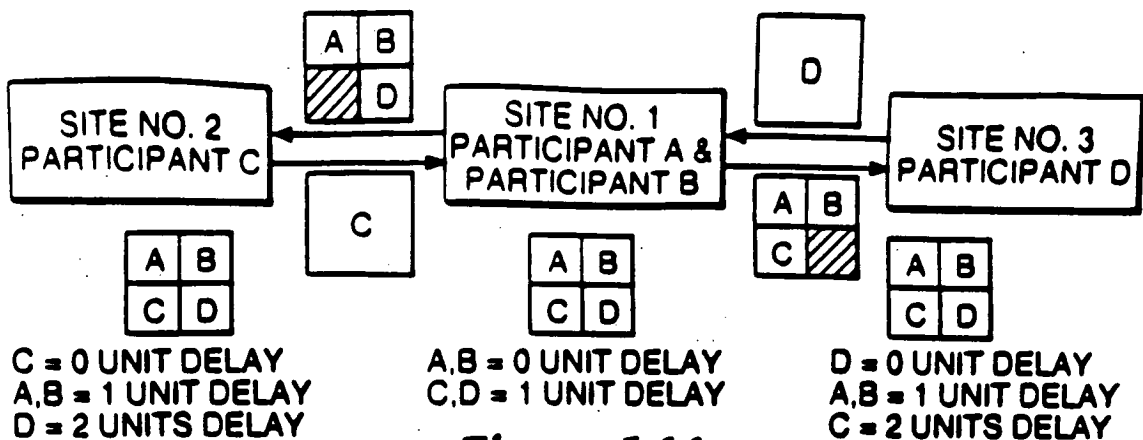 A B
D
D
SITE NO. 2
PARTICIPANT C
SITE NO. 1
PARTICIPANT A &
PARTICIPANT B
SITE NO. 3
PARTICIPANT D
C
A B
C
A B
C D
A B
C D
A B
C D
C = 0 UNIT DELAY
A,B = 1 UNIT DELAY
D = 2 UNITS DELAY
A,B = 0 UNIT DELAY
C,D = 1 UNIT DELAY
D = 0 UNIT DELAY
A,B = 1 UNIT DELAY
C = 2 UNITS DELAY